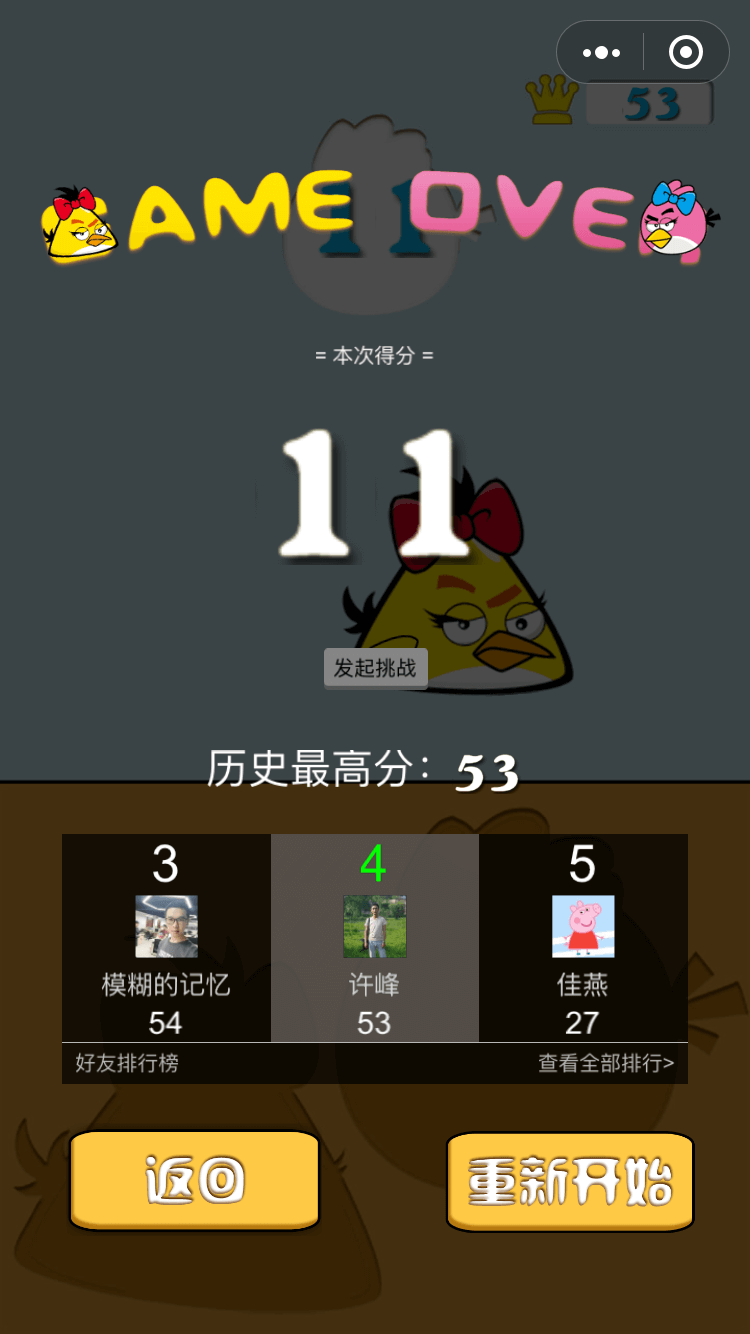 53
11
GAME OVER
= 本次得分 =
11
发起挑战
历史最高分：53
3 4 5
模糊的记忆 许峰 佳燕
54 53 27
好友排行榜 查看全部排行>
返回 重新开始